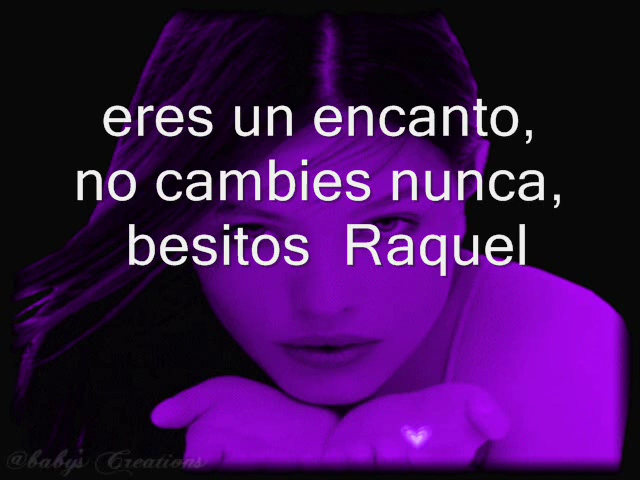 eres un encanto,
no cambies nunca,
besitos Raquel
@baby's Creations